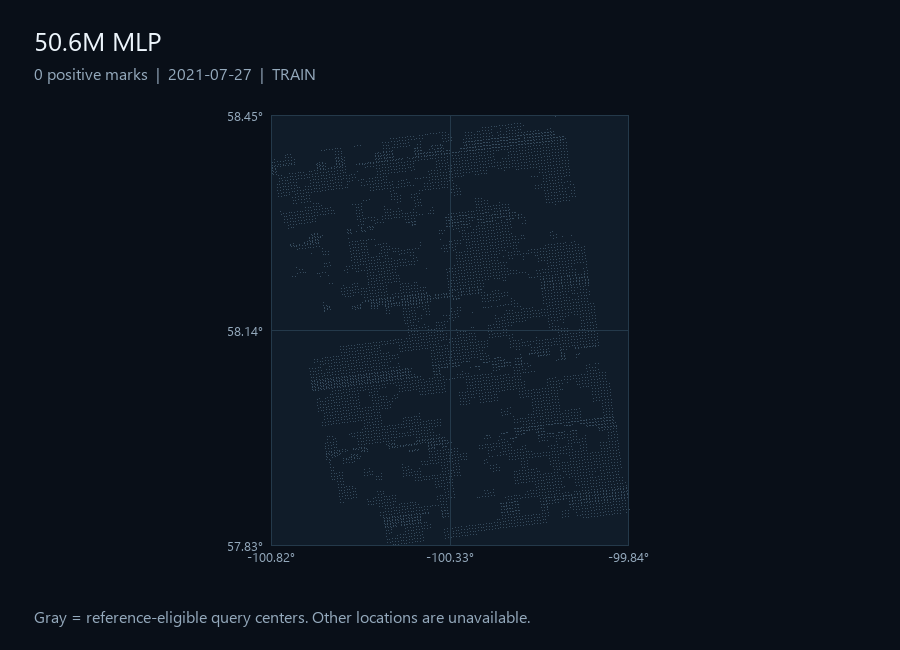 50.6M MLP
0 positive marks | 2021-07-27 | TRAIN
58.45°
58.14°
57.83°
-100.82° -100.33° -99.84°
Gray = reference-eligible query centers. Other locations are unavailable.